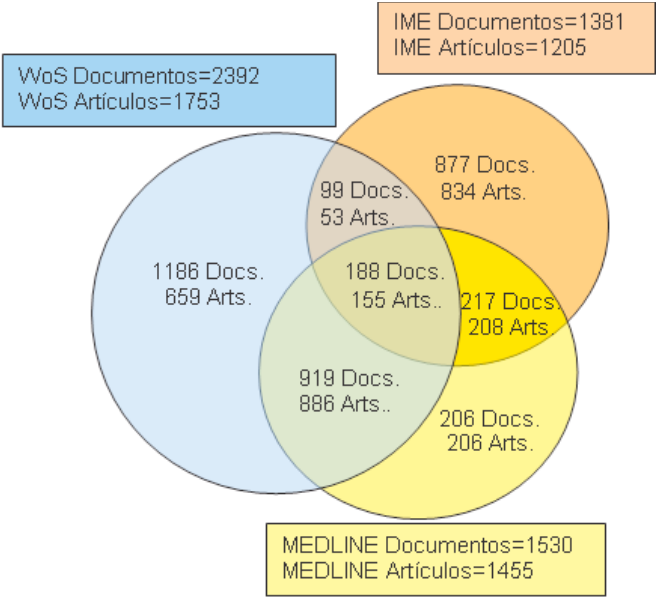 IME Documentos=1381
IME Artículos=1205
WoS Documentos=2392
WoS Artículos=1753
877 Docs.
834 Arts.
99 Docs.
53 Arts.
1186 Docs.
659 Arts.
188 Docs.
155 Arts..
217 Docs.
208 Arts.
919 Docs.
886 Arts..
206 Docs.
206 Arts.
MEDLINE Documentos=1530
MEDLINE Artículos=1455